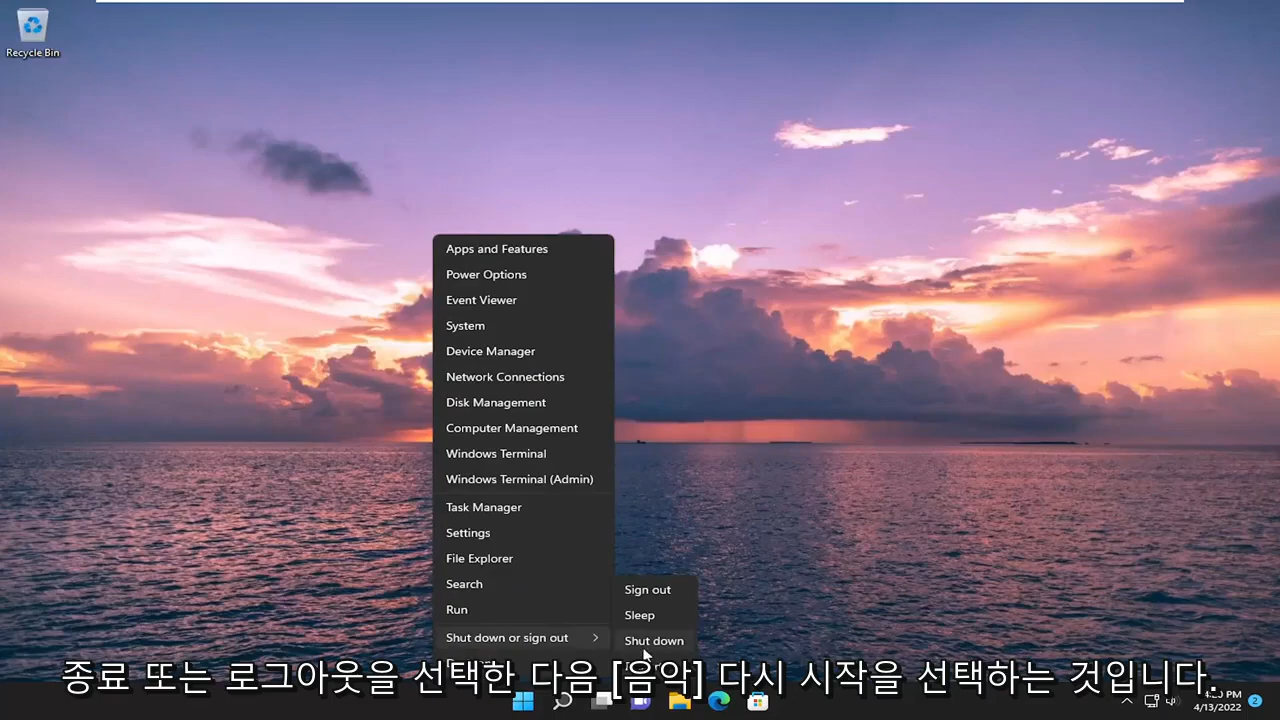 Recycle Bin
Apps and Features
Power Options
Event Viewer
System
Device Manager
Network Connections
Disk Management
Computer Management
Windows Terminal
Windows Terminal (Admin)
Task Manager
Settings
File Explorer
Search
Run
Shut down or sign out
Sign out
Sleep
Shut down
종료 또는 로그아웃을 선택한 다음 [음악] 다시 시작을 선택하는 것입니다.
PM
4/13/2022
2